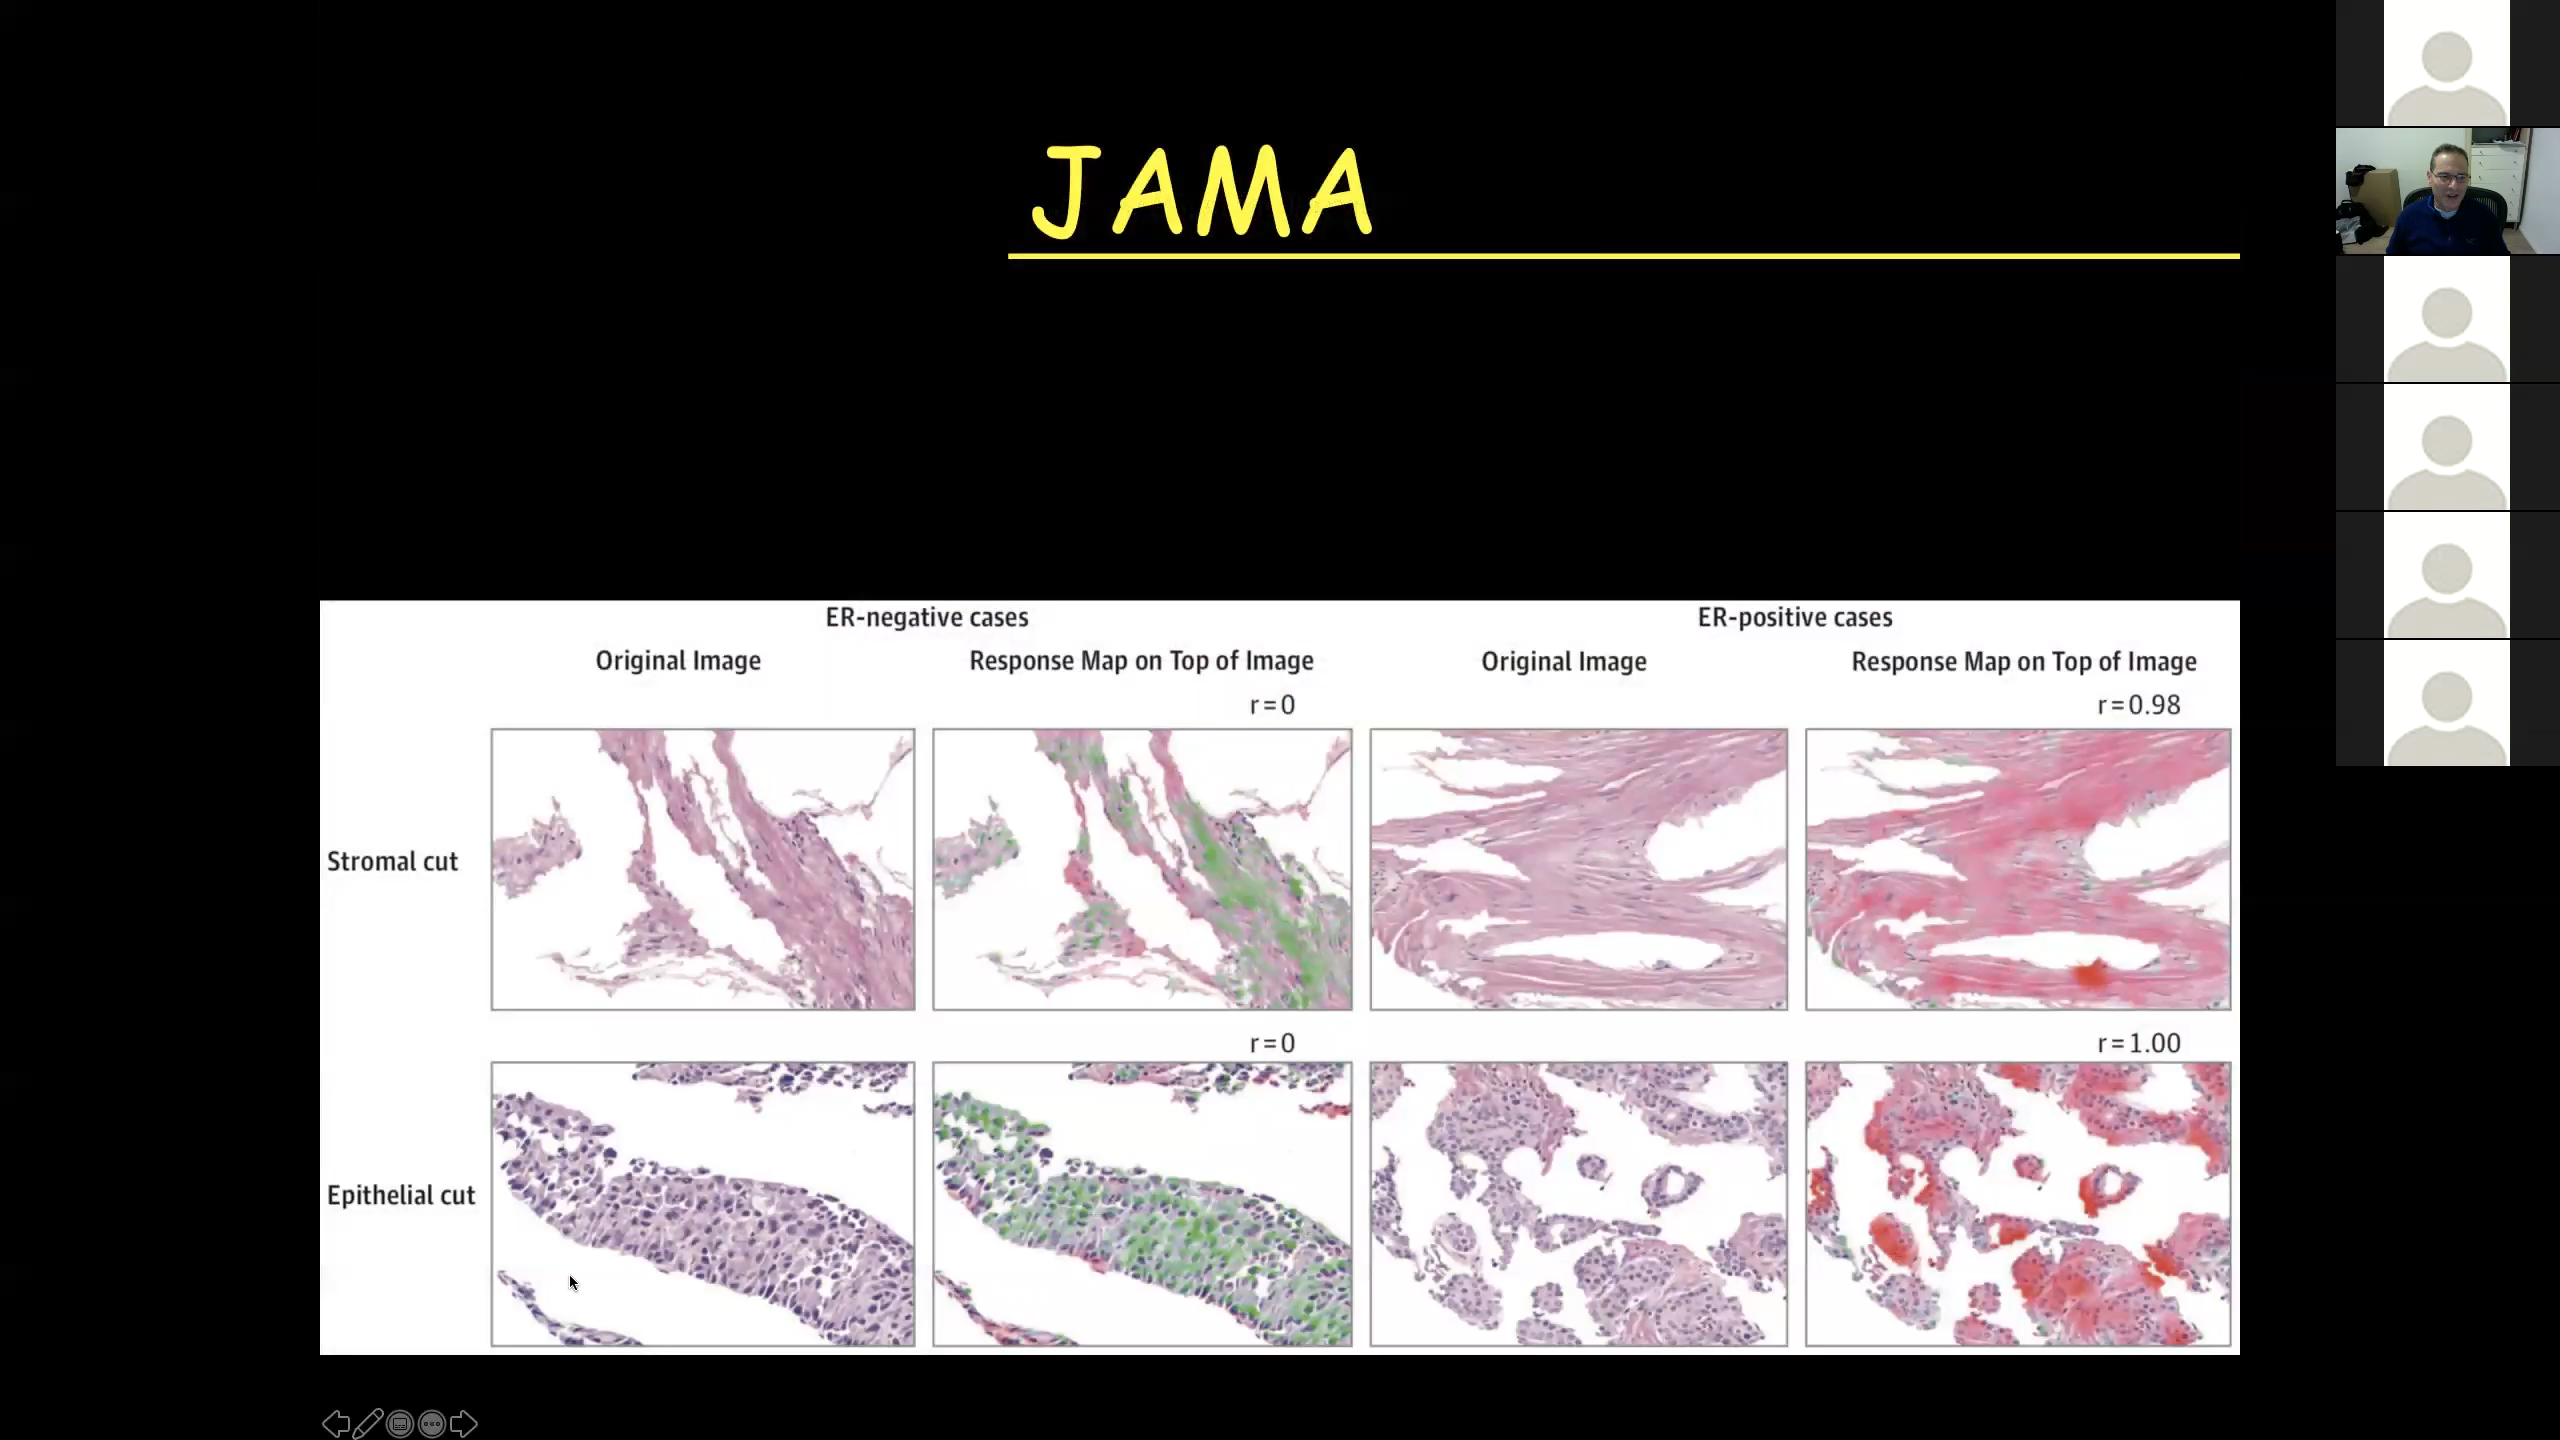 JAMA
ER-negative cases
ER-positive cases
Original Image
Response Map on Top of Image
Original Image
Response Map on Top of Image
r=0
r=0.98
Stromal cut
r=0
r=1.00
Epithelial cut